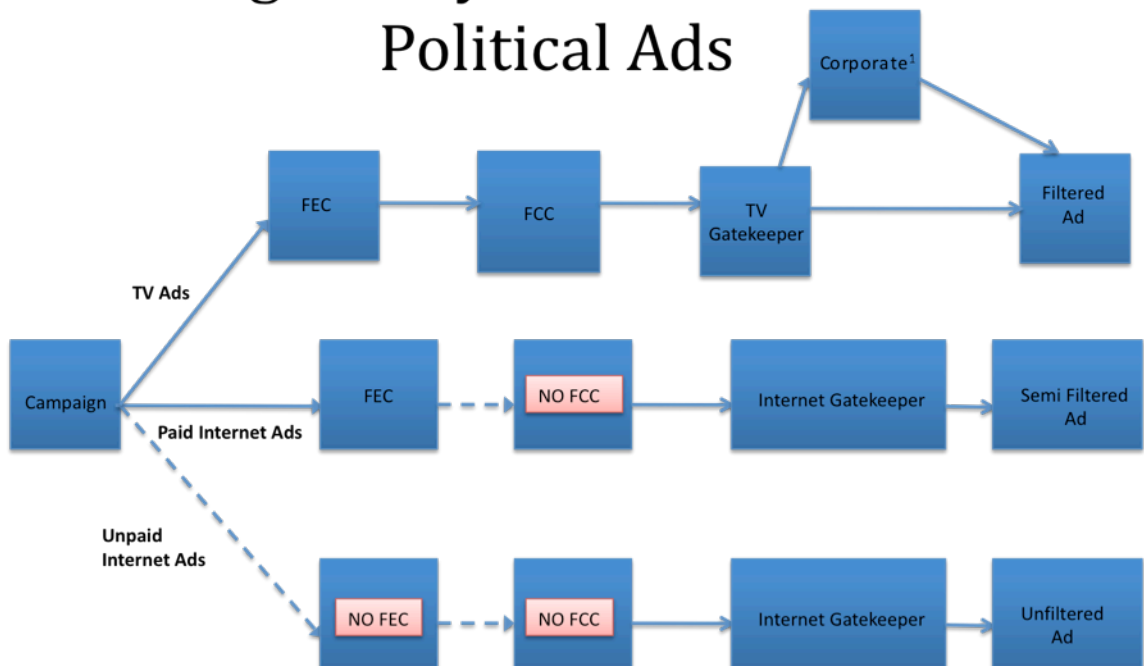 Political Ads
Corporate1
FEC
FCC
TV
Gatekeeper
Filtered
Ad
TV Ads
Campaign
FEC
NO FCC
Internet Gatekeeper
Semi Filtered
Ad
Paid Internet Ads
Unpaid
Internet Ads
NO FEC
NO FCC
Internet Gatekeeper
Unfiltered
Ad